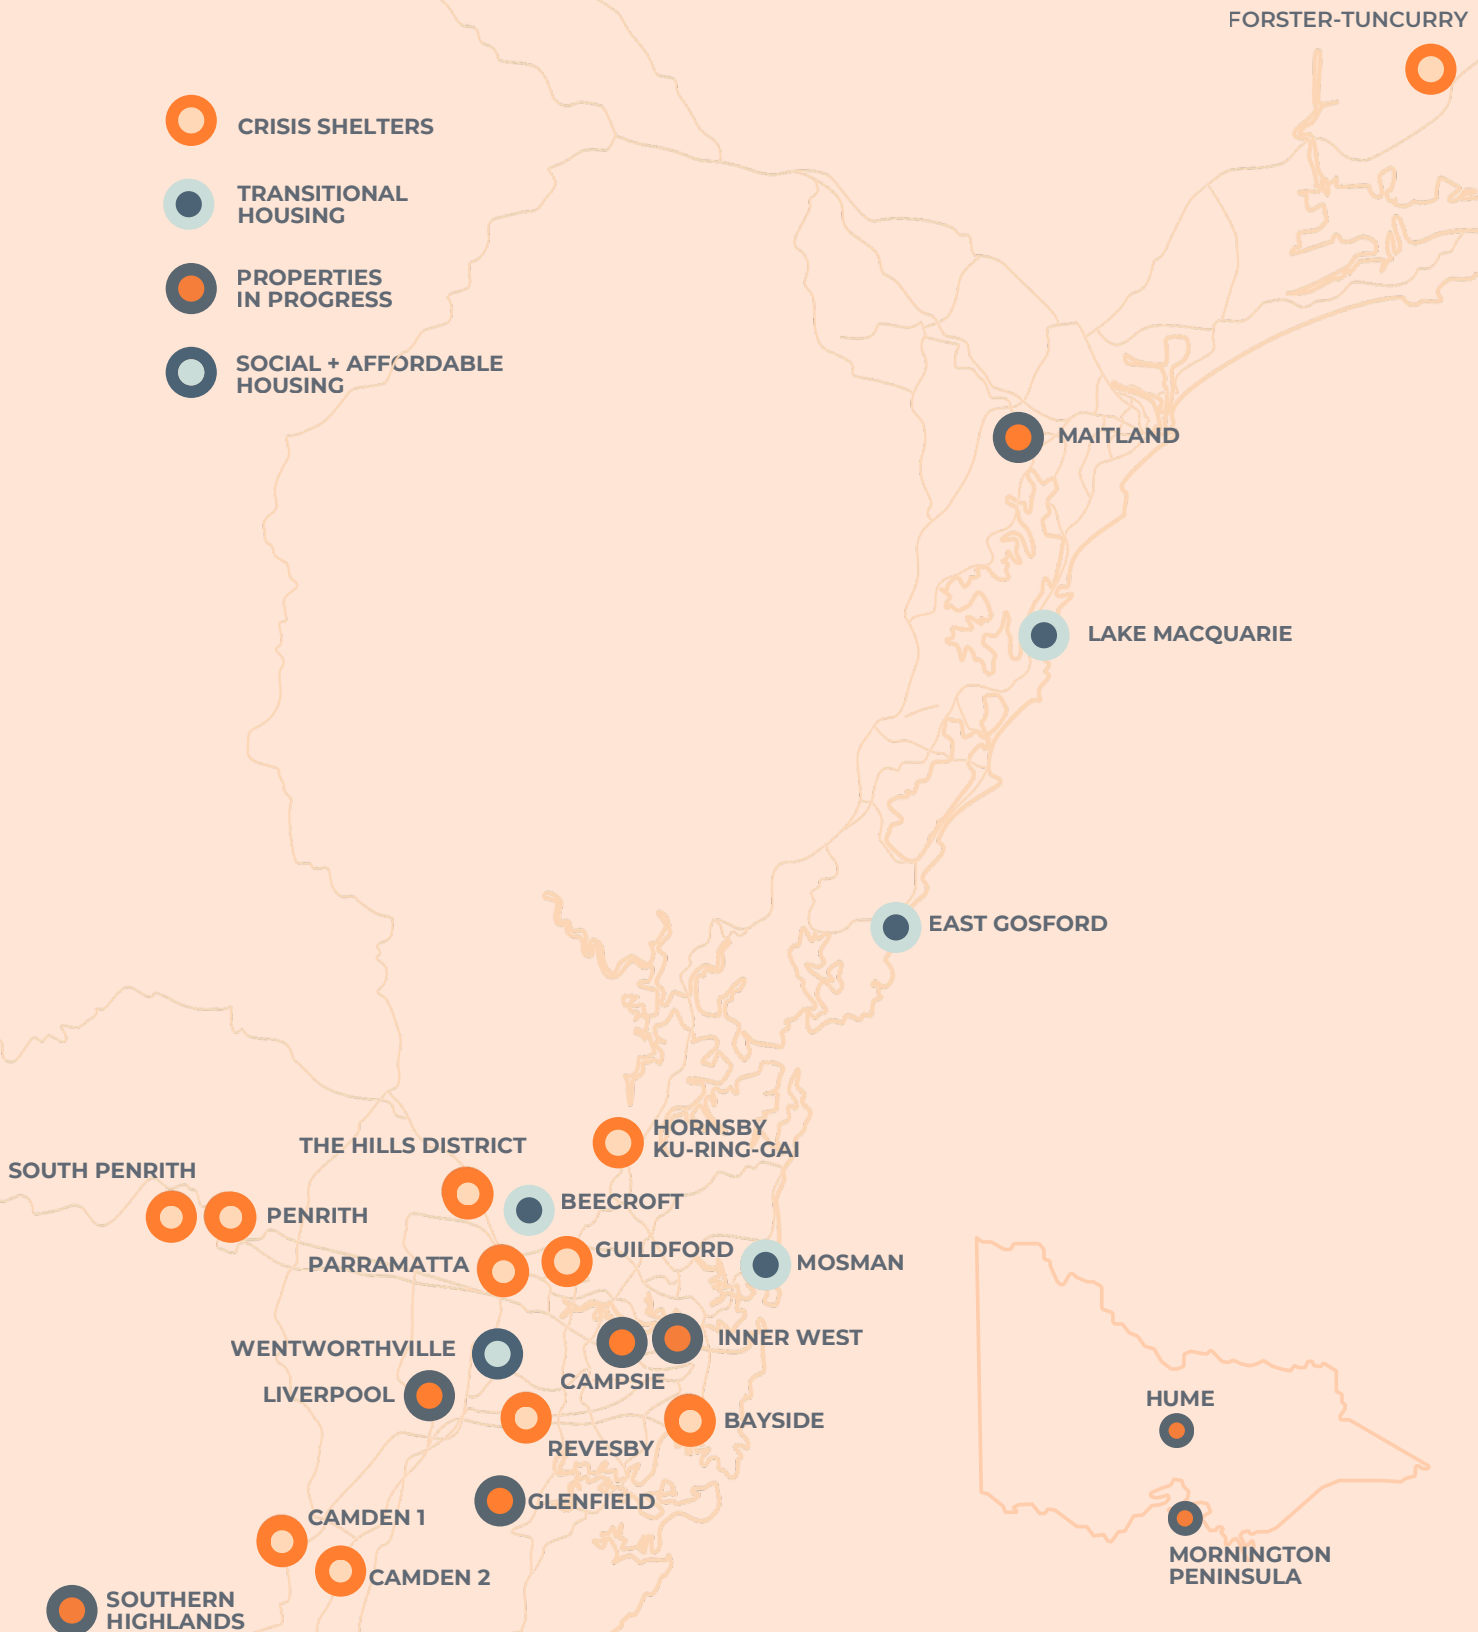 FORSTER-TUNCURRY
CRISIS SHELTERS
TRANSITIONAL
HOUSING
PROPERTIES
IN PROGRESS
SOCIAL + AFFORDABLE
HOUSING
MAITLAND
LAKE MACQUARIE
EAST GOSFORD
HORNSBY
KU-RING-GAI
THE HILLS DISTRICT
SOUTH PENRITH
BEECROFT
PENRITH
GUILDFORD
PARRAMATTA
MOSMAN
INNER WEST
WENTWORTHVILLE
CAMPSIE
LIVERPOOL
BAYSIDE
REVESBY
HUME
GLENFIELD
CAMDEN 1
MORNINGTON
PENINSULA
CAMDEN 2
SOUTHERN
HIGHLANDS